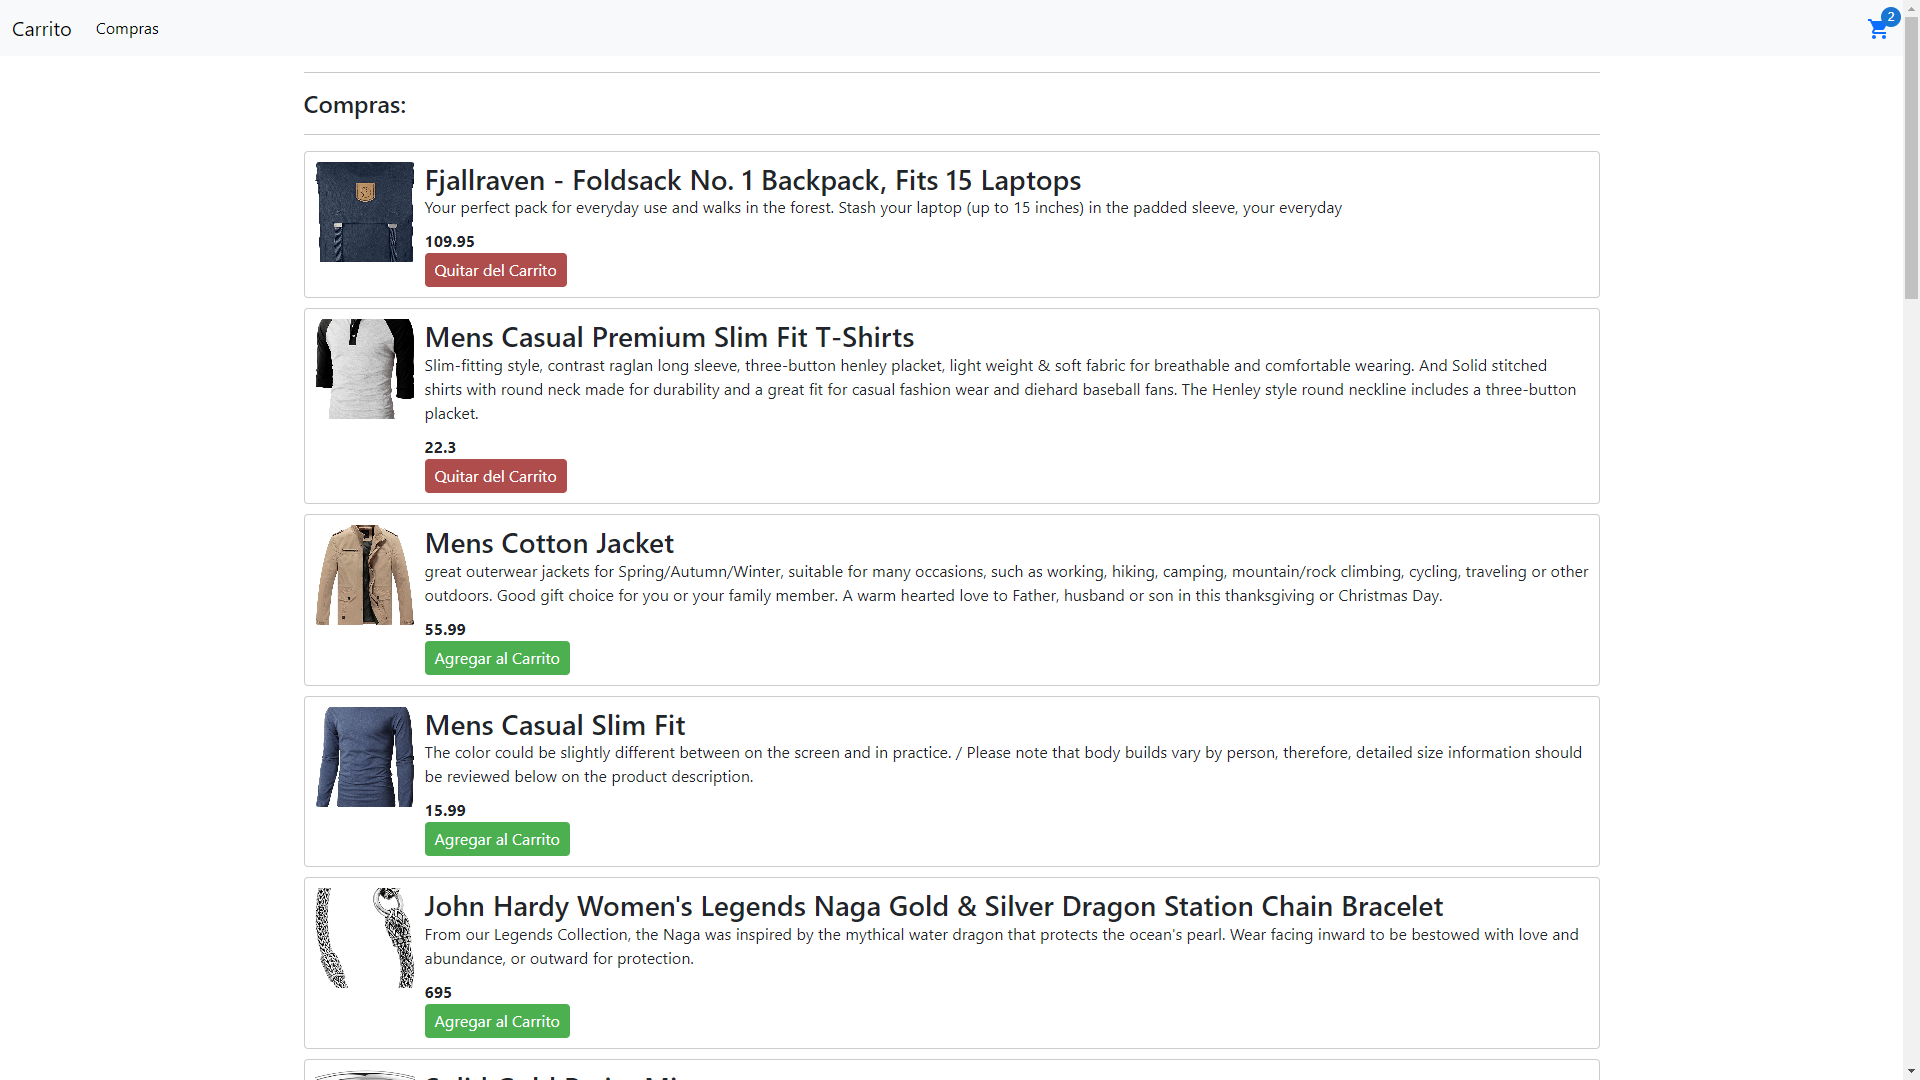 Carrito Compras
2
Compras:
Fjallraven - Foldsack No. 1 Backpack, Fits 15 Laptops
Your perfect pack for everyday use and walks in the forest. Stash your laptop (up to 15 inches) in the padded sleeve, your everyday
109.95
Quitar del Carrito
Mens Casual Premium Slim Fit T-Shirts
Slim-fitting style, contrast raglan long sleeve, three-button henley placket, light weight & soft fabric for breathable and comfortable wearing. And Solid stitched
shirts with round neck made for durability and a great fit for casual fashion wear and diehard baseball fans. The Henley style round neckline includes a three-button
placket.
22.3
Quitar del Carrito
Mens Cotton Jacket
great outerwear jackets for Spring/Autumn/Winter, suitable for many occasions, such as working, hiking, camping, mountain/rock climbing, cycling, traveling or other
outdoors. Good gift choice for you or your family member. A warm hearted love to Father, husband or son in this thanksgiving or Christmas Day.
55.99
Agregar al Carrito
Mens Casual Slim Fit
The color could be slightly different between on the screen and in practice. / Please note that body builds vary by person, therefore, detailed size information should
be reviewed below on the product description.
15.99
Agregar al Carrito
John Hardy Women's Legends Naga Gold & Silver Dragon Station Chain Bracelet
From our Legends Collection, the Naga was inspired by the mythical water dragon that protects the ocean's pearl. Wear facing inward to be bestowed with love and
abundance, or outward for protection.
695
Agregar al Carrito